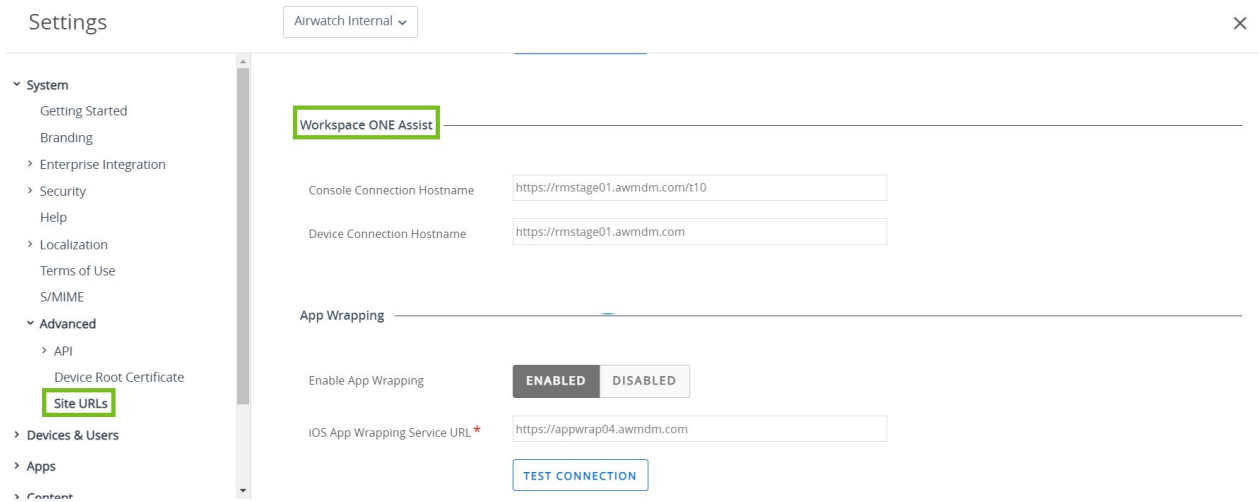 Settings
Airwatch Internal
System
Getting Started
Branding
Enterprise Integration
Security
Help
Localization
Terms of Use
S/MIME
Advanced
API
Device Root Certificate
Site URLs
Devices & Users
Apps
Content
Workspace ONE Assist
Console Connection Hostname https://rmstage01.awmdm.com/t10
Device Connection Hostname https://rmstage01.awmdm.com
App Wrapping
Enable App Wrapping ENABLED DISABLED
iOS App Wrapping Service URL * https://appwrap04.awmdm.com
TEST CONNECTION